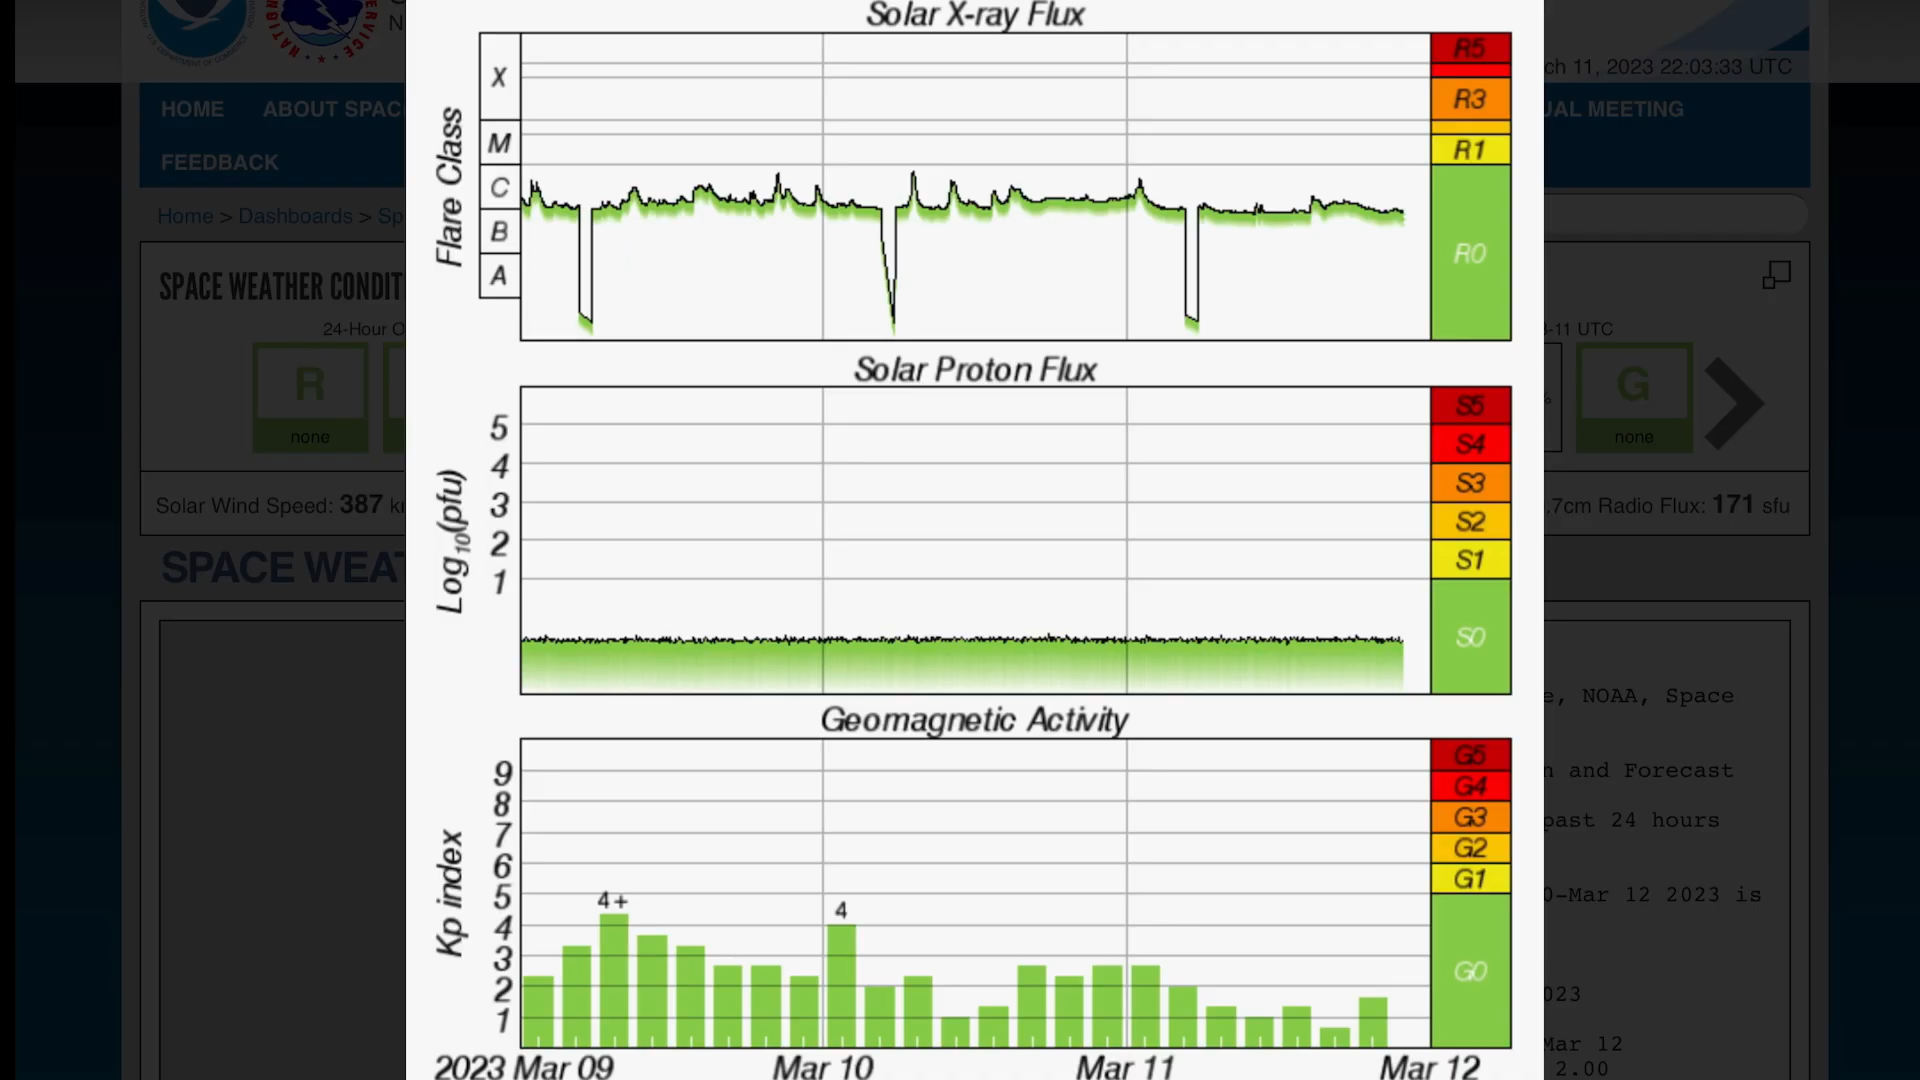 Solar X-ray Flux
Flare Class
X
M
C
B
A
R5
R3
R1
R0
Solar Proton Flux
Log10(pfu)
5
4
3
2
1
S5
S4
S3
S2
S1
S0
Geomagnetic Activity
Kp index
9
8
7
6
5
4
3
2
1
4+
4
G5
G4
G3
G2
G1
G0
2023 Mar 09
Mar 10
Mar 11
Mar 12
ch 11, 2023 22:03:33 UTC
HOME
ABOUT SPAC
UAL MEETING
FEEDBACK
Home > Dashboards > Sp
SPACE WEATHER CONDIT
24-Hour O
-11 UTC
R
none
G
none
Solar Wind Speed: 387
.7cm Radio Flux: 171 sfu
SPACE WEAT
e, NOAA, Space
n and Forecast
past 24 hours
0-Mar 12 2023 is
023
Mar 12
2.00